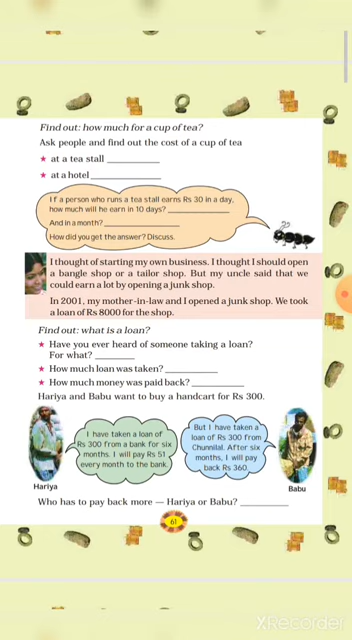 Find out: how much for a cup of tea?
Ask people and find out the cost of a cup of tea
★ at a tea stall ____________
★ at a hotel ________________
If a person who runs a tea stall earns Rs 30 in a day,
how much will he earn in 10 days? ______________
And in a month? ________________
How did you get the answer? Discuss.
I thought of starting my own business. I thought I should open
a bangle shop or a tailor shop. But my uncle said that we
could earn a lot by opening a junk shop.
In 2001, my mother-in-law and I opened a junk shop. We took
a loan of Rs 8000 for the shop.
Find out: what is a loan?
★ Have you ever heard of someone taking a loan?
For what? _________
★ How much loan was taken? ____________
★ How much money was paid back? ____________
Hariya and Babu want to buy a handcart for Rs 300.
I have taken a loan of
Rs 300 from a bank for six
months. I will pay Rs 51
every month to the bank.
But I have taken a
loan of Rs 300 from
Chunnilal. After six
months, I will pay
back Rs 360.
Hariya
Babu
Who has to pay back more — Hariya or Babu? ___________
61
XRecorder